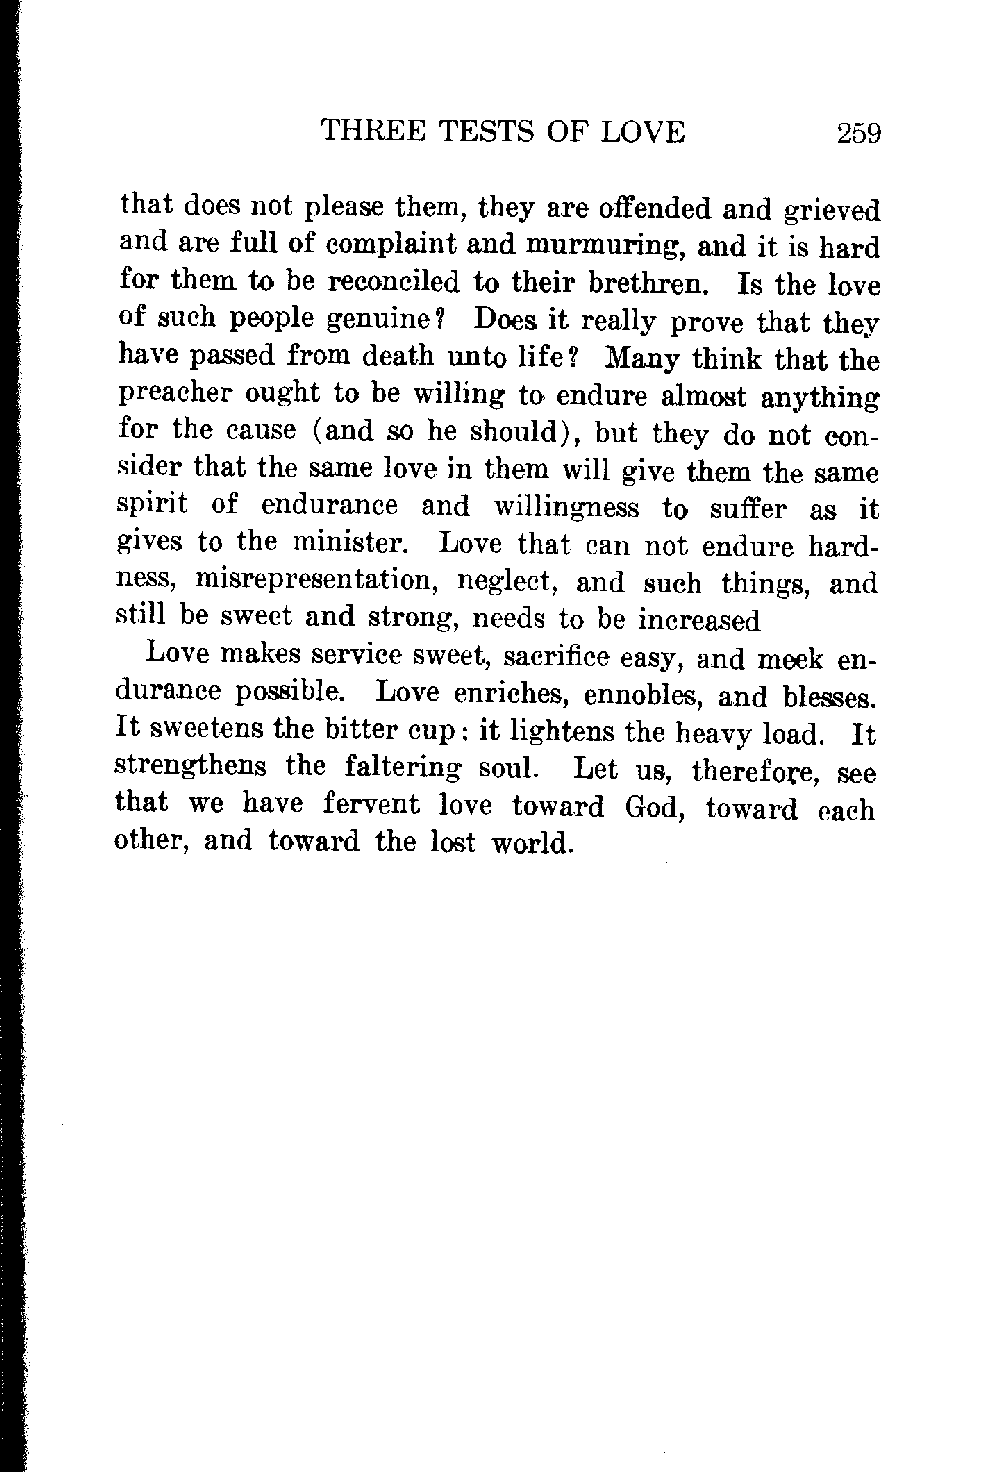 THREE TESTS OF LOVE 259
that does not please them, they are offended and grieved
and are full of complaint and murmuring, and it is hard
for them to be reconciled to their brethren. Is the love
of such people genuine? Does it really prove that they
have passed from death unto life? Many think that the
preacher ought to be willing to endure almost anything
for the cause (and so he should), but they do not con-
sider that the same love in them will give them the same
spirit of endurance and willingness to suffer as it
gives to the minister. Love that can not endure hard-
ness, misrepresentation, neglect, and such things, and
still be sweet and strong, needs to be increased
Love makes service sweet, sacrifice easy, and meek en-
durance possible. Love enriches, ennobles, and blesses.
It sweetens the bitter cup: it lightens the heavy load. It
strengthens the faltering soul. Let us, therefore, see
that we have fervent love toward God, toward each
other, and toward the lost world.